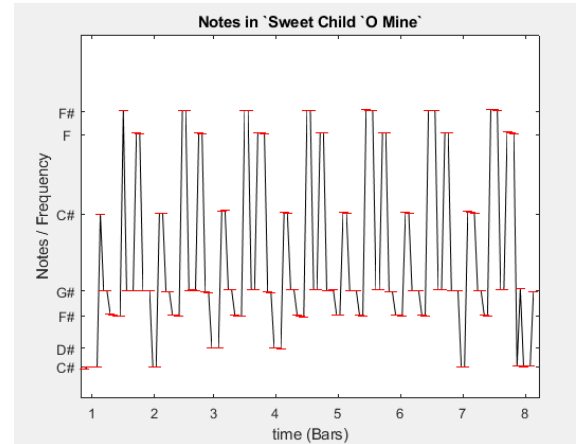 Notes in `Sweet Child `O Mine`
Notes / Frequency
F#
F
C#
G#
F#
D#
C#
1 2 3 4 5 6 7 8
time (Bars)